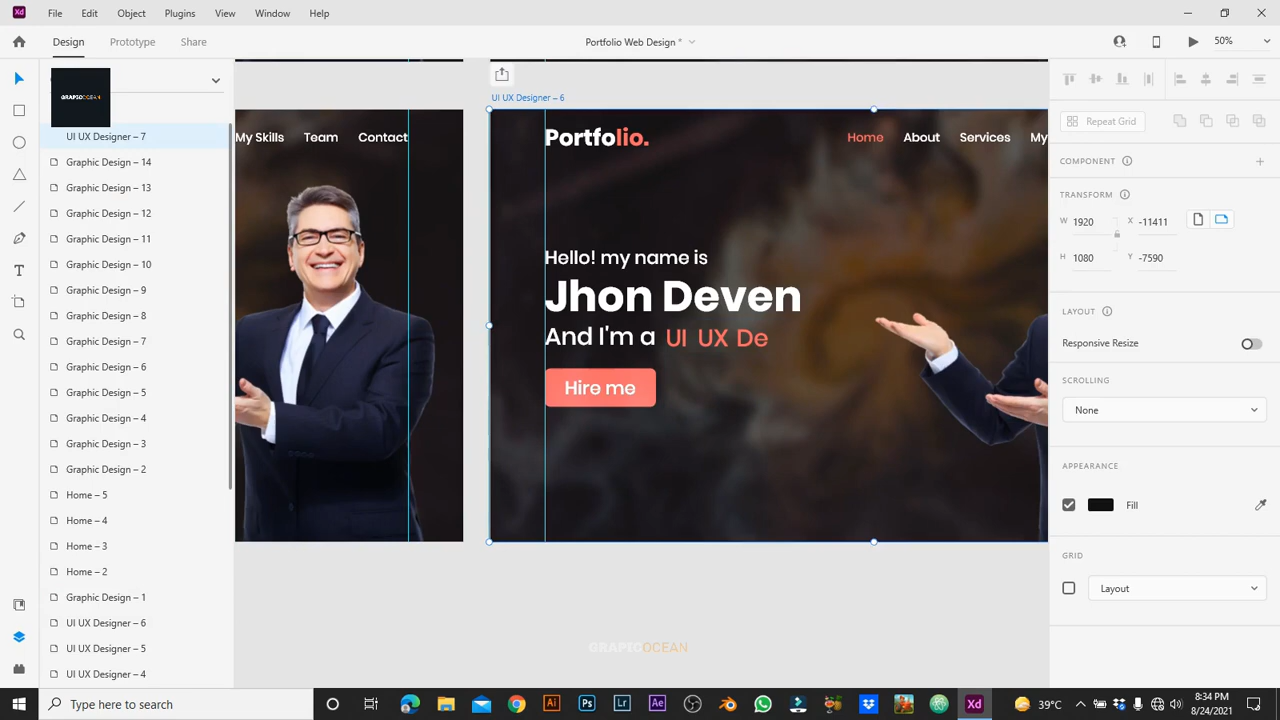 Xd File Edit Object Plugins View Window Help
Design Prototype Share Portfolio Web Design * 50%
GRAPICOCEAN
UI UX Designer – 7
Graphic Design – 14
Graphic Design – 13
Graphic Design – 12
Graphic Design – 11
Graphic Design – 10
Graphic Design – 9
Graphic Design – 8
Graphic Design – 7
Graphic Design – 6
Graphic Design – 5
Graphic Design – 4
Graphic Design – 3
Graphic Design – 2
Home – 5
Home – 4
Home – 3
Home – 2
Graphic Design – 1
UI UX Designer – 6
UI UX Designer – 5
UI UX Designer – 4
My Skills Team Contact
UI UX Designer – 6
Portfolio. Home About Services My
Hello! my name is
Jhon Deven
And I'm a UI UX De
Hire me
GRAPICOCEAN
Repeat Grid
COMPONENT
TRANSFORM
W 1920 X -11411
H 1080 Y -7590
LAYOUT
Responsive Resize
SCROLLING
None
APPEARANCE
Fill
GRID
Layout
Type here to search
Ai Ps Lr Ae Xd
39°C
8:34 PM
8/24/2021